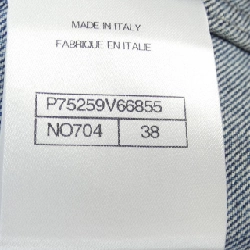 MADE IN ITALY
FABRIQUE EN ITALIE
P75259V66855
NO704 38